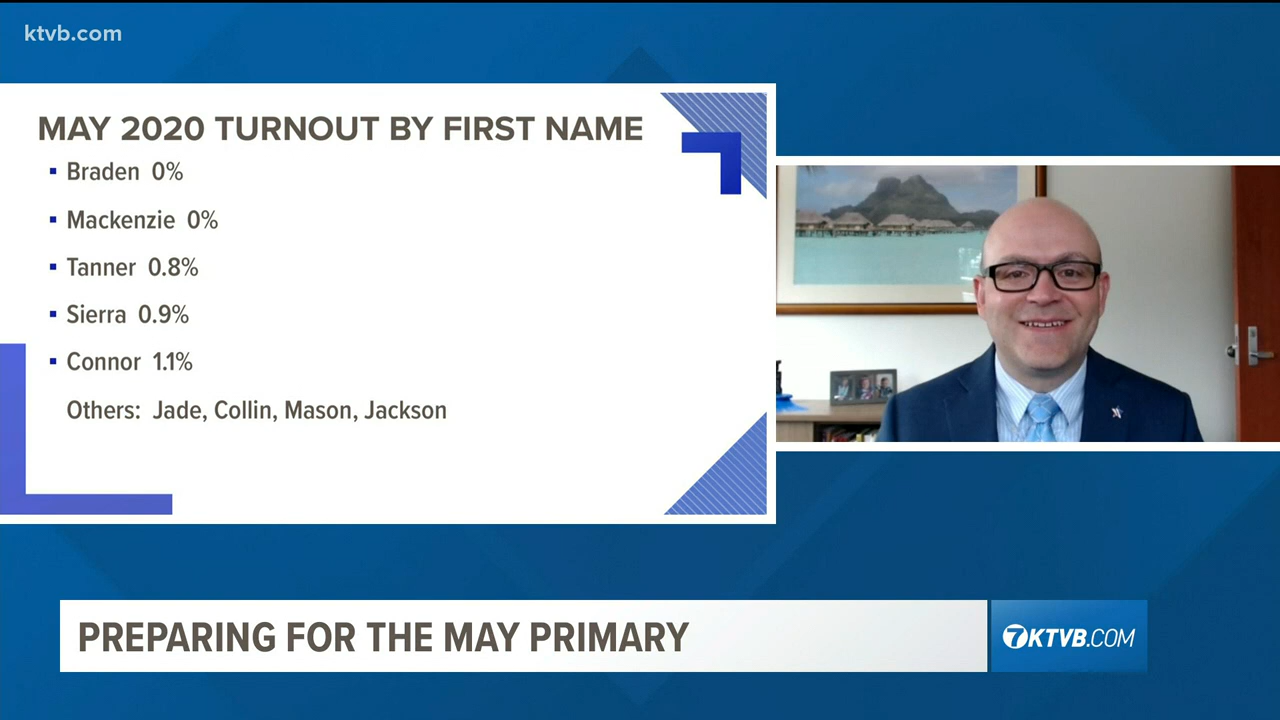 ktvb.com
MAY 2020 TURNOUT BY FIRST NAME
▪ Braden 0%
▪ Mackenzie 0%
▪ Tanner 0.8%
▪ Sierra 0.9%
▪ Connor 1.1%
Others: Jade, Collin, Mason, Jackson
PREPARING FOR THE MAY PRIMARY
7KTVB.COM